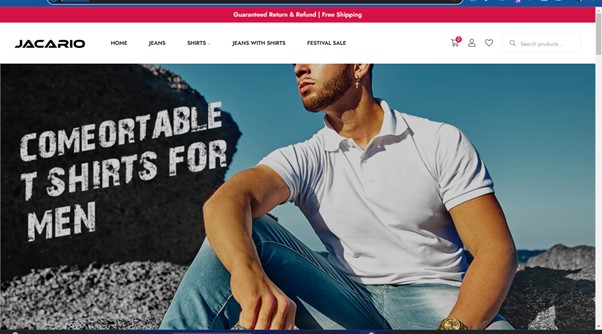 Guaranteed Return & Refund | Free Shipping
JACARIO
HOME
JEANS
SHIRTS
JEANS WITH SHIRTS
FESTIVAL SALE
0
Search products...
COMEORTABLE
T SHIRTS FOR
MEN